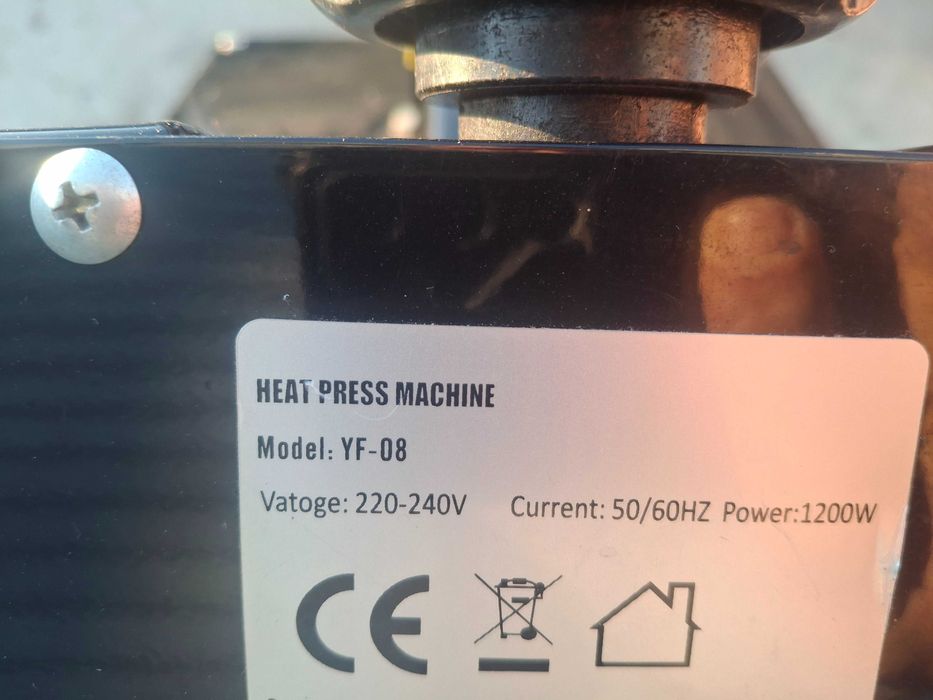 HEAT PRESS MACHINE
Model: YF-08
Vatoge: 220-240V Current: 50/60HZ Power:1200W
CE